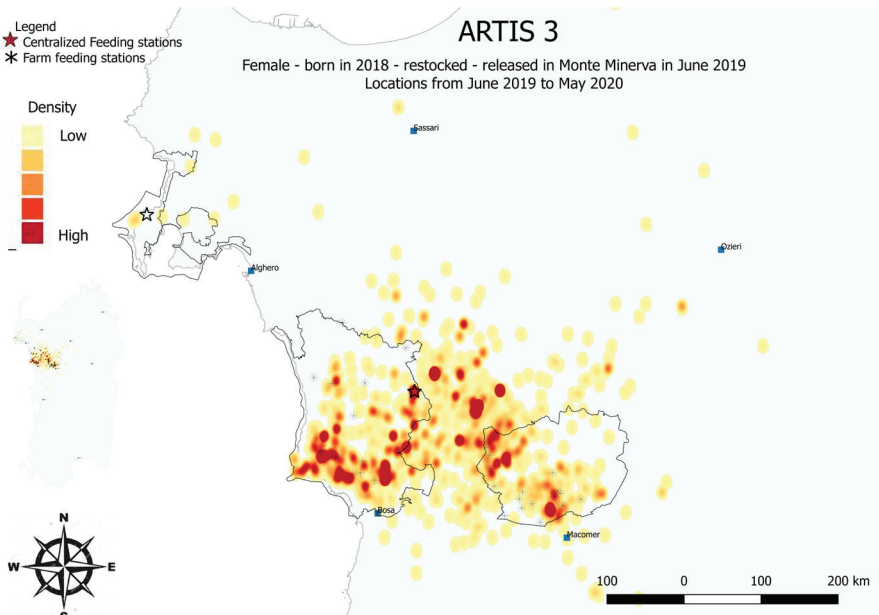 ARTIS 3
Female - born in 2018 - restocked - released in Monte Minerva in June 2019
Locations from June 2019 to May 2020
Legend
Centralized Feeding stations
Farm feeding stations
Density
Low
High
Sassari
Ozieri
Alghero
Bosa
Macomer
N
W E
S
100 0 100 200 km